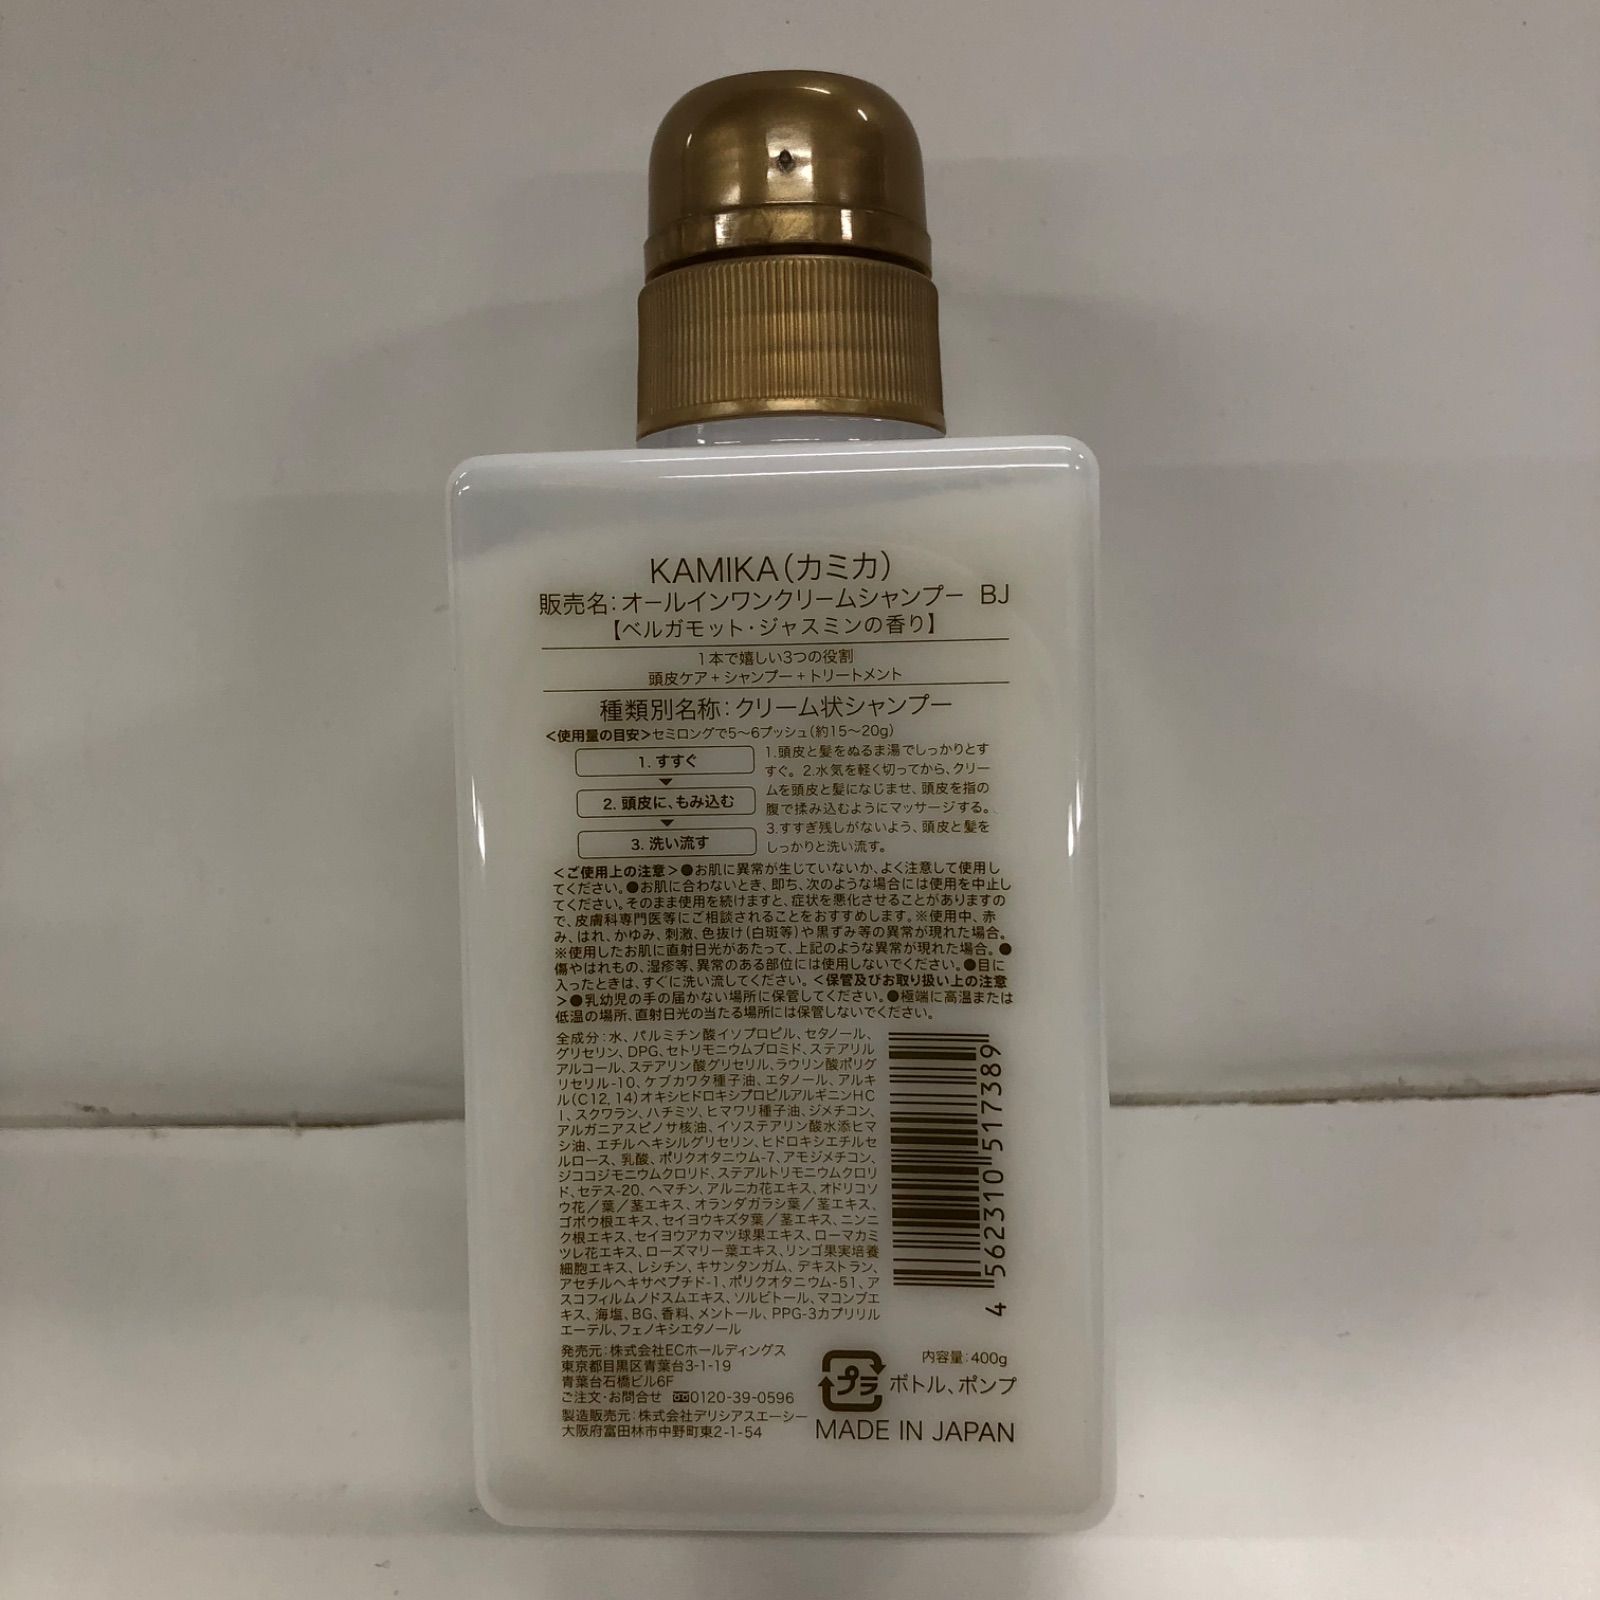 KAMIKA（カミカ）
販売名：オールインワンクリームシャンプー BJ
【ベルガモット・ジャスミンの香り】
1本で嬉しい3つの役割
頭皮ケア＋シャンプー＋トリートメント
種類別名称：クリーム状シャンプー
＜使用量の目安＞セミロングで5〜6プッシュ（約15〜20g）
1. すすぐ
2. 頭皮に、もみ込む
3. 洗い流す
1.頭皮と髪をぬるま湯でしっかりとす
すぐ。2.水気を軽く切ってから、クリー
ムを頭皮と髪になじませ、頭皮を指の
腹で揉み込むようにマッサージする。
3.すすぎ残しがないよう、頭皮と髪を
しっかりと洗い流す。
＜ご使用上の注意＞●お肌に異常が生じていないか、よく注意して使用し
てください。●お肌に合わないとき、即ち、次のような場合には使用を中止し
てください。そのまま使用を続けますと、症状を悪化させることがありますの
で、皮膚科専門医等にご相談されることをおすすめします。※使用中、赤
み、はれ、かゆみ、刺激、色抜け（白斑等）や黒ずみ等の異常が現れた場合。
※使用したお肌に直射日光があたって、上記のような異常が現れた場合。●
傷やはれもの、湿疹等、異常のある部位には使用しないでください。●目に
入ったときは、すぐに洗い流してください。＜保管及びお取り扱い上の注意
＞●乳幼児の手の届かない場所に保管してください。●極端に高温または
低温の場所、直射日光の当たる場所には保管しないでください。
全成分：水、パルミチン酸イソプロピル、セタノール、
グリセリン、DPG、セトリモニウムブロミド、ステアリル
アルコール、ステアリン酸グリセリル、ラウリン酸ポリグ
リセリル-10、ケブカワタ種子油、エタノール、アルキ
ル（C12, 14）オキシヒドロキシプロピルアルギニンHC
l、スクワラン、ハチミツ、ヒマワリ種子油、ジメチコン、
アルガニアスピノサ核油、イソステアリン酸水添ヒマ
シ油、エチルヘキシルグリセリン、ヒドロキシエチルセ
ルロース、乳酸、ポリクオタニウム-7、アモジメチコン、
ジココジモニウムクロリド、ステアルトリモニウムクロリ
ド、セテス-20、ヘマチン、アルニカ花エキス、オドリコソ
ウ花／葉／茎エキス、オランダガラシ葉／茎エキス、
ゴボウ根エキス、セイヨウキズタ葉／茎エキス、ニンニ
ク根エキス、セイヨウアカマツ球果エキス、ローマカミ
ツレ花エキス、ローズマリー葉エキス、リンゴ果実培養
細胞エキス、レシチン、キサンタンガム、デキストラン、
アセチルヘキサペプチド-1、ポリクオタニウム-51、ア
スコフィルムノドスムエキス、ソルビトール、マコンブエ
キス、海塩、BG、香料、メントール、PPG-3カプリリル
エーテル、フェノキシエタノール
4 562310 517389
発売元：株式会社ECホールディングス
東京都目黒区青葉台3-1-19
青葉台石橋ビル6F
ご注文・お問合せ 0120-39-0596
製造販売元：株式会社デリシアスエーシー
大阪府富田林市中野町東2-1-54
内容量：400g
プラ ボトル、ポンプ
MADE IN JAPAN